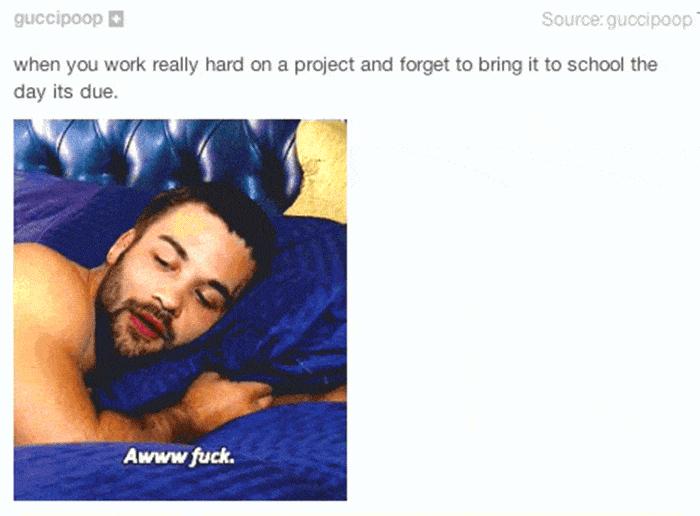 guccipoop
Source: guccipoop
when you work really hard on a project and forget to bring it to school the
day its due.
Awww fuck.